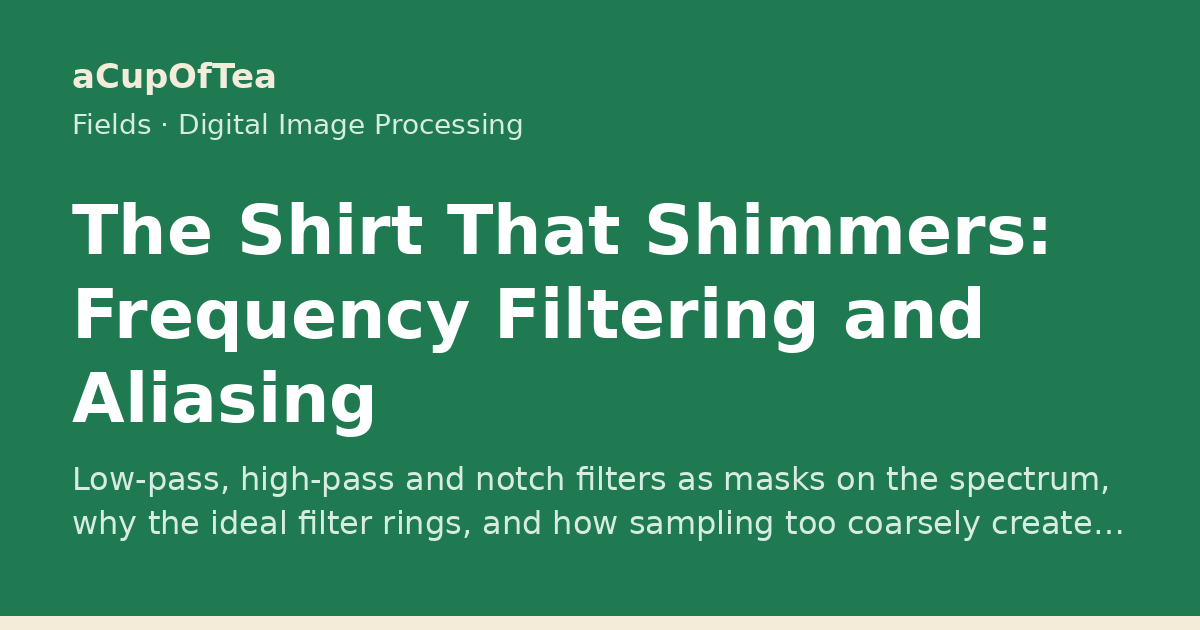 aCupOfTea
Fields · Digital Image Processing
The Shirt That Shimmers:
Frequency Filtering and
Aliasing
Low-pass, high-pass and notch filters as masks on the spectrum,
why the ideal filter rings, and how sampling too coarsely create…